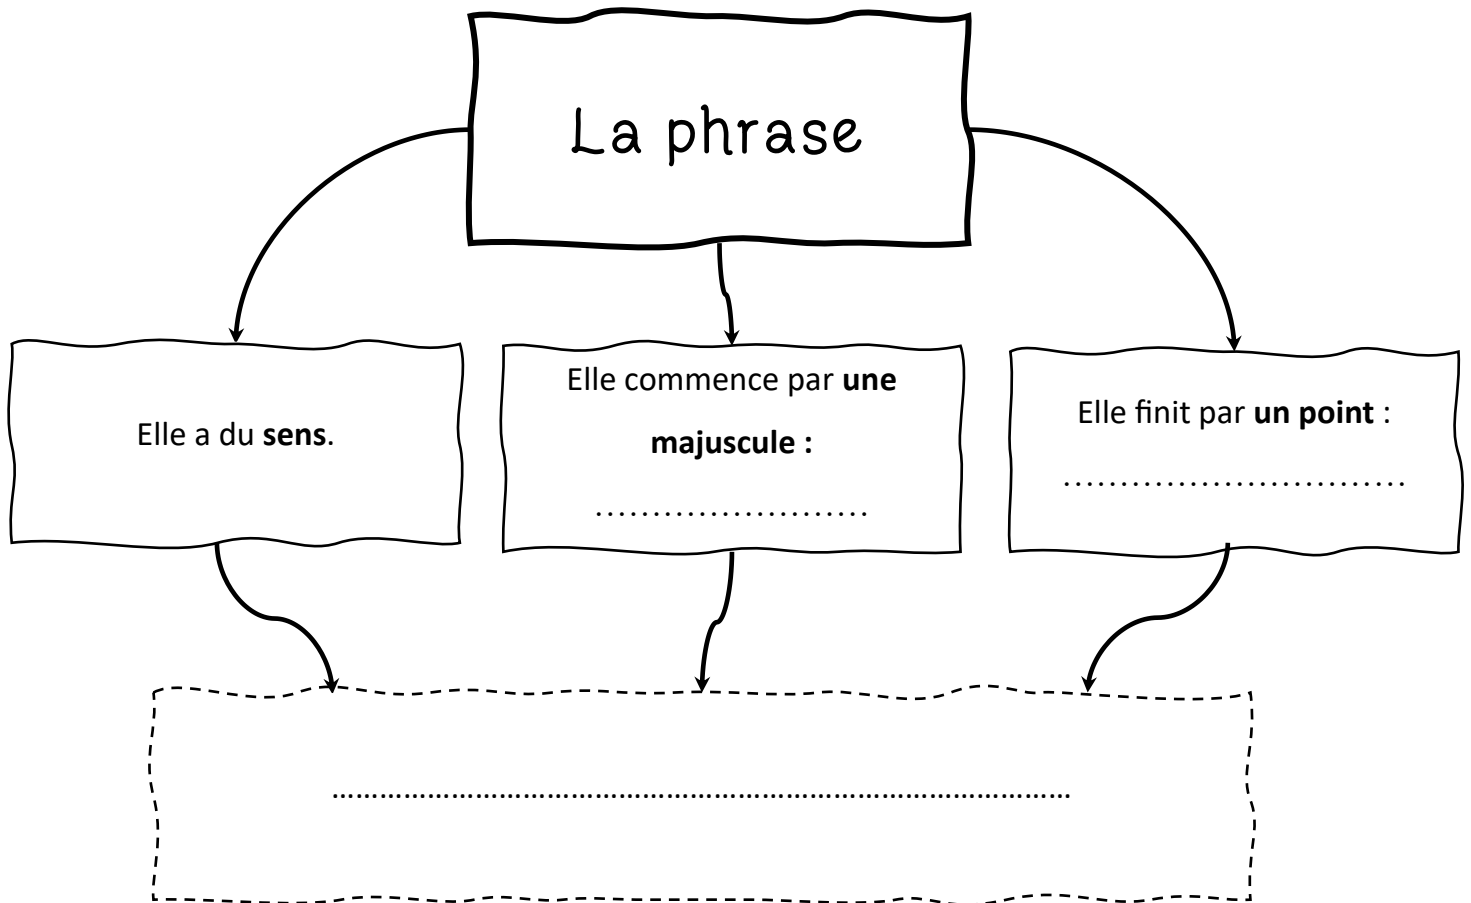 La phrase
Elle a du sens.
Elle commence par une
majuscule :
........................
Elle finit par un point :
..............................
……………………………………………………………………………